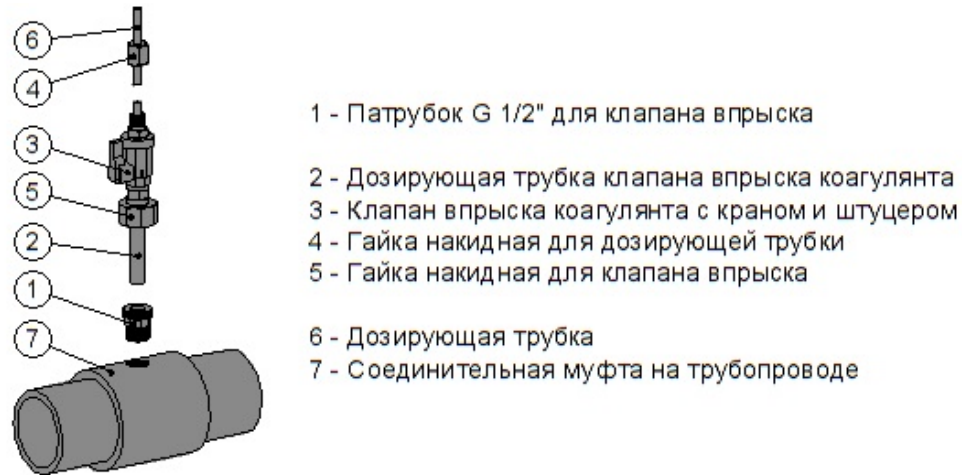 6
4
3
5
2
1
7
1 - Патрубок G 1/2" для клапана впрыска
2 - Дозирующая трубка клапана впрыска коагулянта
3 - Клапан впрыска коагулянта с краном и штуцером
4 - Гайка накидная для дозирующей трубки
5 - Гайка накидная для клапана впрыска
6 - Дозирующая трубка
7 - Соединительная муфта на трубопроводе